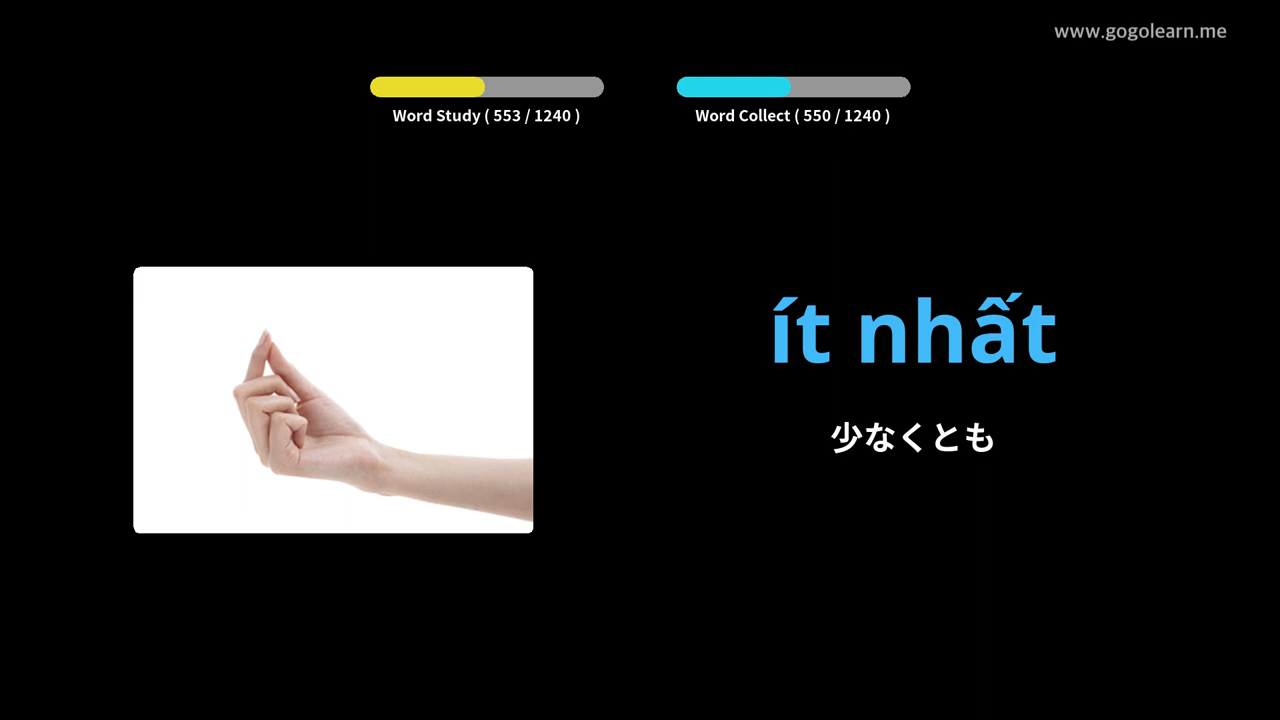 www.gogolearn.me
Word Study ( 553 / 1240 )
Word Collect ( 550 / 1240 )
ít nhất
少なくとも